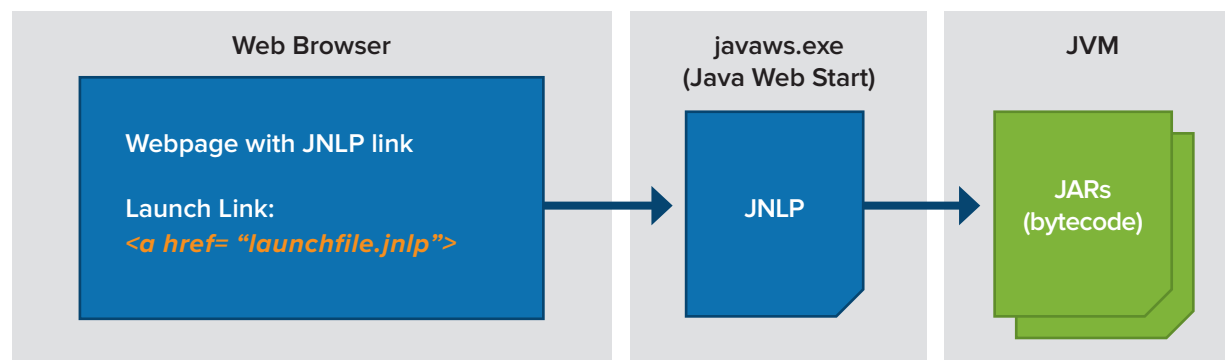 Web Browser
Webpage with JNLP link
Launch Link:
<a href= “launchfile.jnlp”>
javaws.exe
(Java Web Start)
JNLP
JVM
JARs
(bytecode)